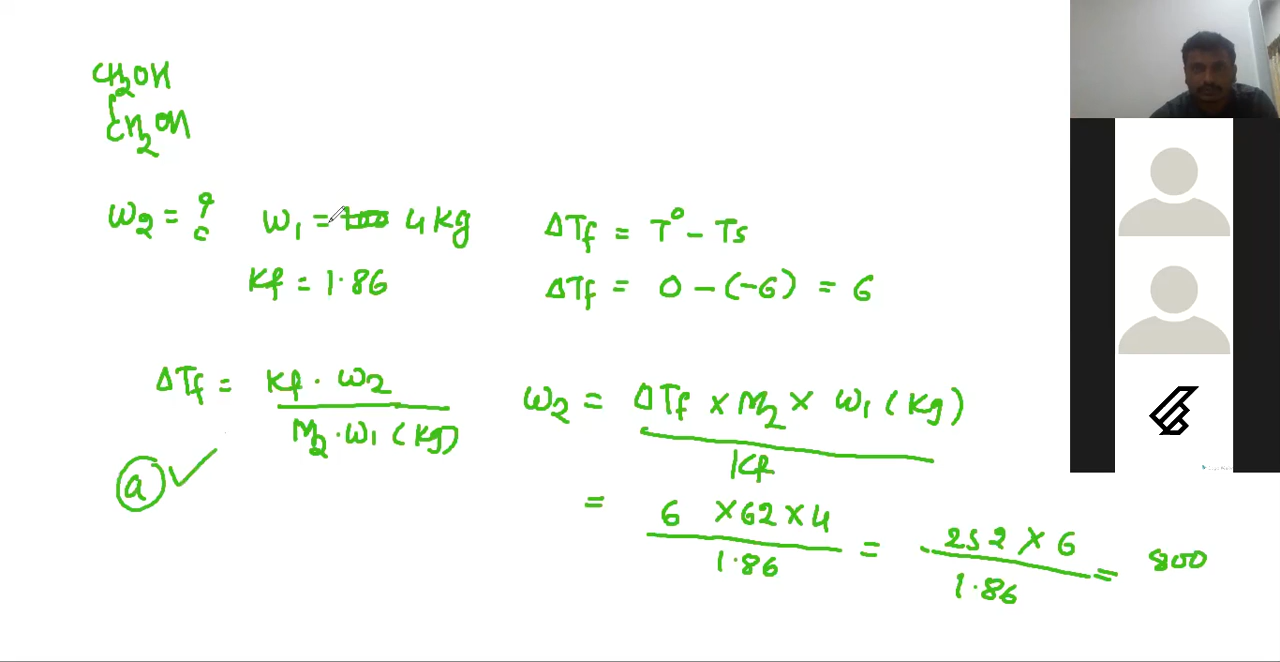 CH2OH
CH2OH
W2 = ? W1 = 4 Kg
Kf = 1.86
ΔTf = T° - Ts
ΔTf = 0 - (-6) = 6
ΔTf = Kf . W2 / M2 . W1 (Kg)
W2 = ΔTf × M2 × W1 (Kg) / Kf
= 6 × 62 × 4 / 1.86 = 252 × 6 / 1.86 = 800
a ✓